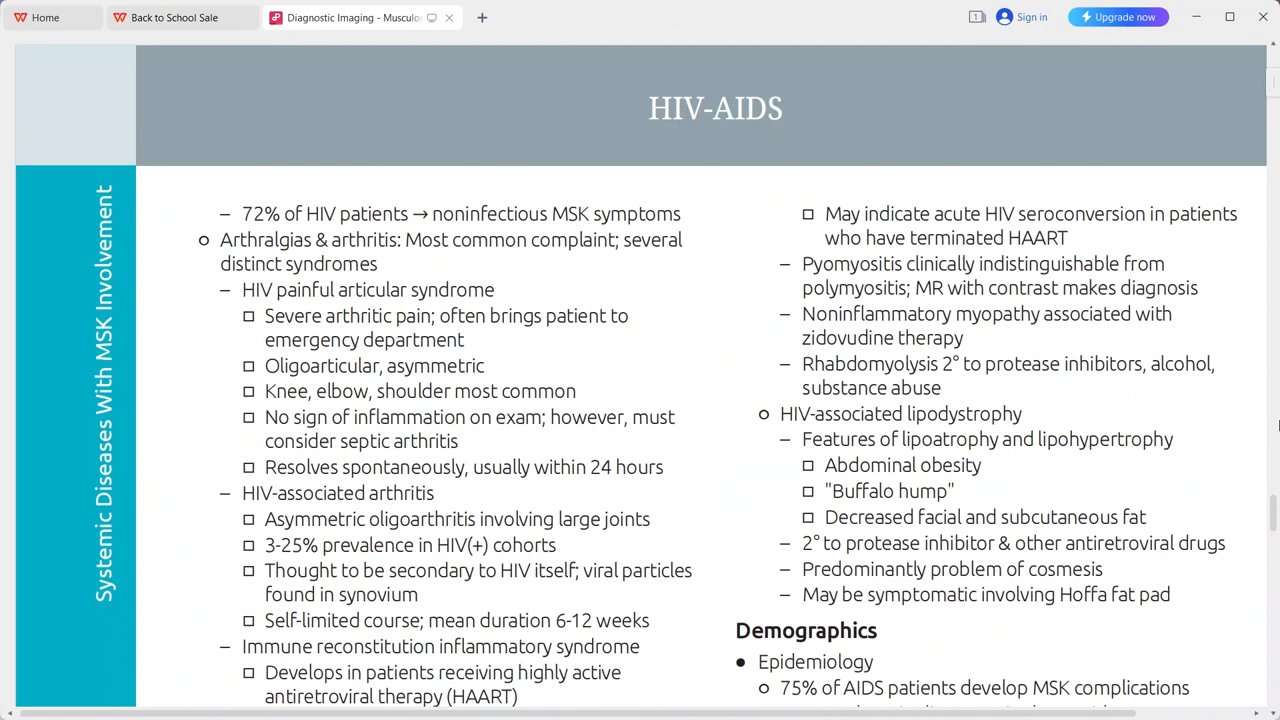 Home
Back to School Sale
Diagnostic Imaging - Musculo
Sign in
Upgrade now
HIV-AIDS
Systemic Diseases With MSK Involvement
– 72% of HIV patients → noninfectious MSK symptoms
○ Arthralgias & arthritis: Most common complaint; several
distinct syndromes
– HIV painful articular syndrome
□ Severe arthritic pain; often brings patient to
emergency department
□ Oligoarticular, asymmetric
□ Knee, elbow, shoulder most common
□ No sign of inflammation on exam; however, must
consider septic arthritis
□ Resolves spontaneously, usually within 24 hours
– HIV-associated arthritis
□ Asymmetric oligoarthritis involving large joints
□ 3-25% prevalence in HIV(+) cohorts
□ Thought to be secondary to HIV itself; viral particles
found in synovium
□ Self-limited course; mean duration 6-12 weeks
– Immune reconstitution inflammatory syndrome
□ Develops in patients receiving highly active
antiretroviral therapy (HAART)
□ May indicate acute HIV seroconversion in patients
who have terminated HAART
– Pyomyositis clinically indistinguishable from
polymyositis; MR with contrast makes diagnosis
– Noninflammatory myopathy associated with
zidovudine therapy
– Rhabdomyolysis 2° to protease inhibitors, alcohol,
substance abuse
○ HIV-associated lipodystrophy
– Features of lipoatrophy and lipohypertrophy
□ Abdominal obesity
□ "Buffalo hump"
□ Decreased facial and subcutaneous fat
– 2° to protease inhibitor & other antiretroviral drugs
– Predominantly problem of cosmesis
– May be symptomatic involving Hoffa fat pad
Demographics
● Epidemiology
○ 75% of AIDS patients develop MSK complications